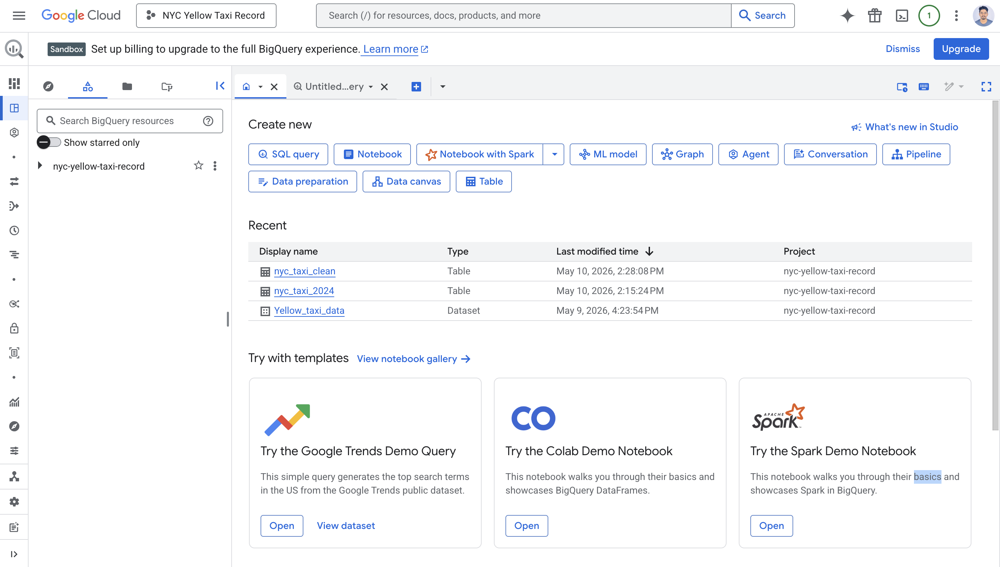 Google Cloud
NYC Yellow Taxi Record
Search (/) for resources, docs, products, and more
Search
1
Sandbox
Set up billing to upgrade to the full BigQuery experience. Learn more
Dismiss
Upgrade
Untitled...ery
Search BigQuery resources
Show starred only
nyc-yellow-taxi-record
Create new
What's new in Studio
SQL query
Notebook
Notebook with Spark
ML model
Graph
Agent
Conversation
Pipeline
Data preparation
Data canvas
Table
Recent
Display name Type Last modified time Project
nyc_taxi_clean Table May 10, 2026, 2:28:08 PM nyc-yellow-taxi-record
nyc_taxi_2024 Table May 10, 2026, 2:15:24 PM nyc-yellow-taxi-record
Yellow_taxi_data Dataset May 9, 2026, 4:23:54 PM nyc-yellow-taxi-record
Try with templates
View notebook gallery
Try the Google Trends Demo Query
This simple query generates the top search terms
in the US from the Google Trends public dataset.
Open
View dataset
CO
Try the Colab Demo Notebook
This notebook walks you through their basics and
showcases BigQuery DataFrames.
Open
APACHE
Spark™
Try the Spark Demo Notebook
This notebook walks you through their basics and
showcases Spark in BigQuery.
Open